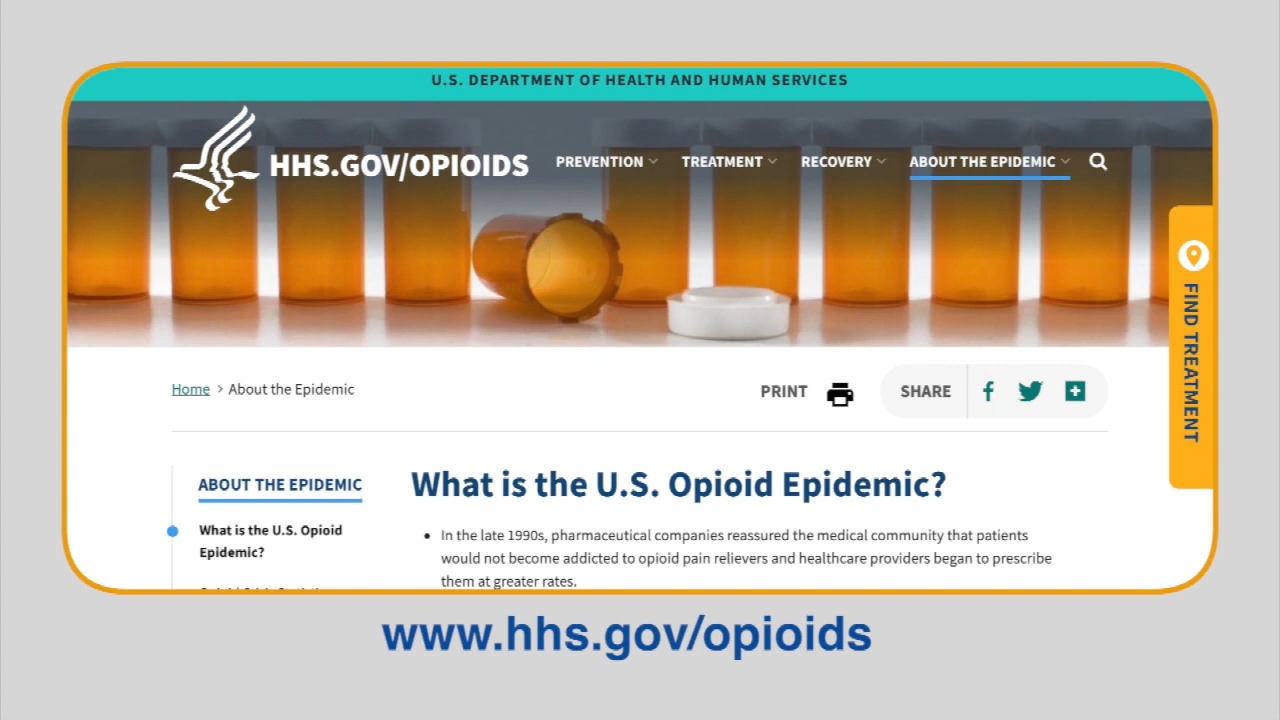 U.S. DEPARTMENT OF HEALTH AND HUMAN SERVICES
HHS.GOV/OPIOIDS
PREVENTION
TREATMENT
RECOVERY
ABOUT THE EPIDEMIC
FIND TREATMENT
Home > About the Epidemic
PRINT
SHARE
ABOUT THE EPIDEMIC
What is the U.S. Opioid
Epidemic?
What is the U.S. Opioid Epidemic?
• In the late 1990s, pharmaceutical companies reassured the medical community that patients
would not become addicted to opioid pain relievers and healthcare providers began to prescribe
them at greater rates.
www.hhs.gov/opioids